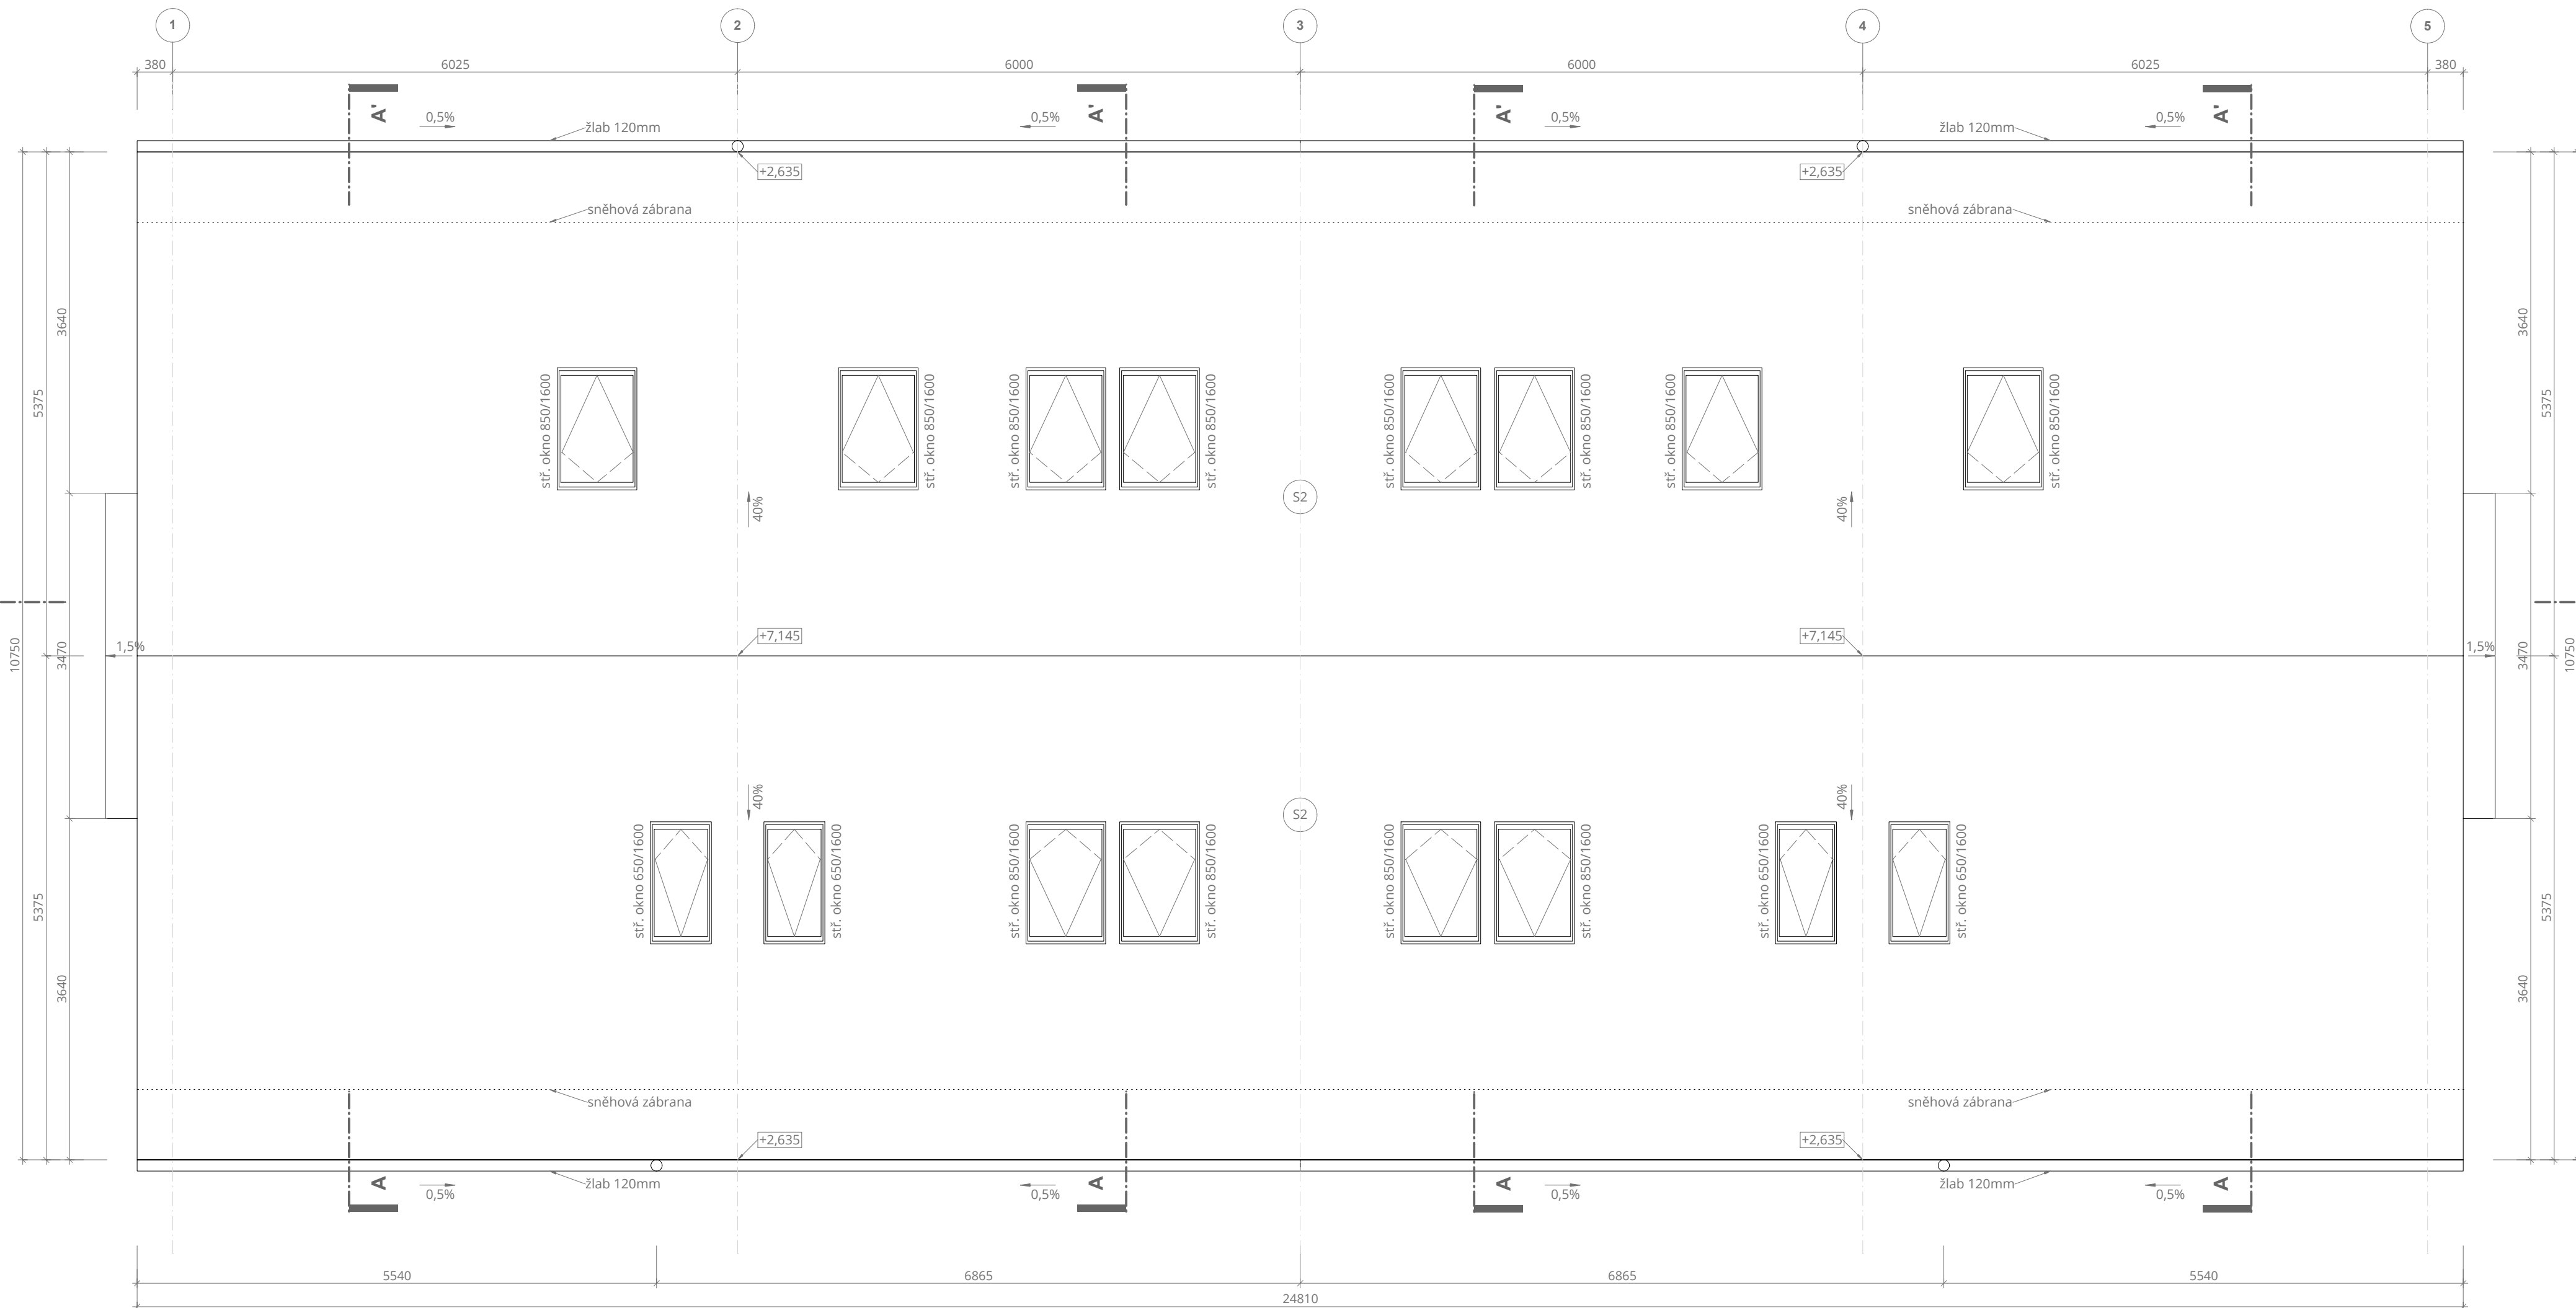 1 2 3 4 5
380 6025 6000 6000 6025 380
A' A' A' A'
0,5% 0,5% 0,5% 0,5%
žlab 120mm žlab 120mm
+2,635 +2,635
sněhová zábrana sněhová zábrana
3640 3640
5375 5375
stř. okno 850/1600 stř. okno 850/1600 stř. okno 850/1600 stř. okno 850/1600 stř. okno 850/1600 stř. okno 850/1600 stř. okno 850/1600 stř. okno 850/1600
S2
40% 40%
+7,145 +7,145
1,5% 1,5%
10750 3470 3470 10750
40% 40%
S2
stř. okno 650/1600 stř. okno 650/1600 stř. okno 850/1600 stř. okno 850/1600 stř. okno 850/1600 stř. okno 850/1600 stř. okno 650/1600 stř. okno 650/1600
5375 5375
3640 3640
sněhová zábrana sněhová zábrana
+2,635 +2,635
žlab 120mm žlab 120mm
A A A A
0,5% 0,5% 0,5% 0,5%
5540 6865 6865 5540
24810